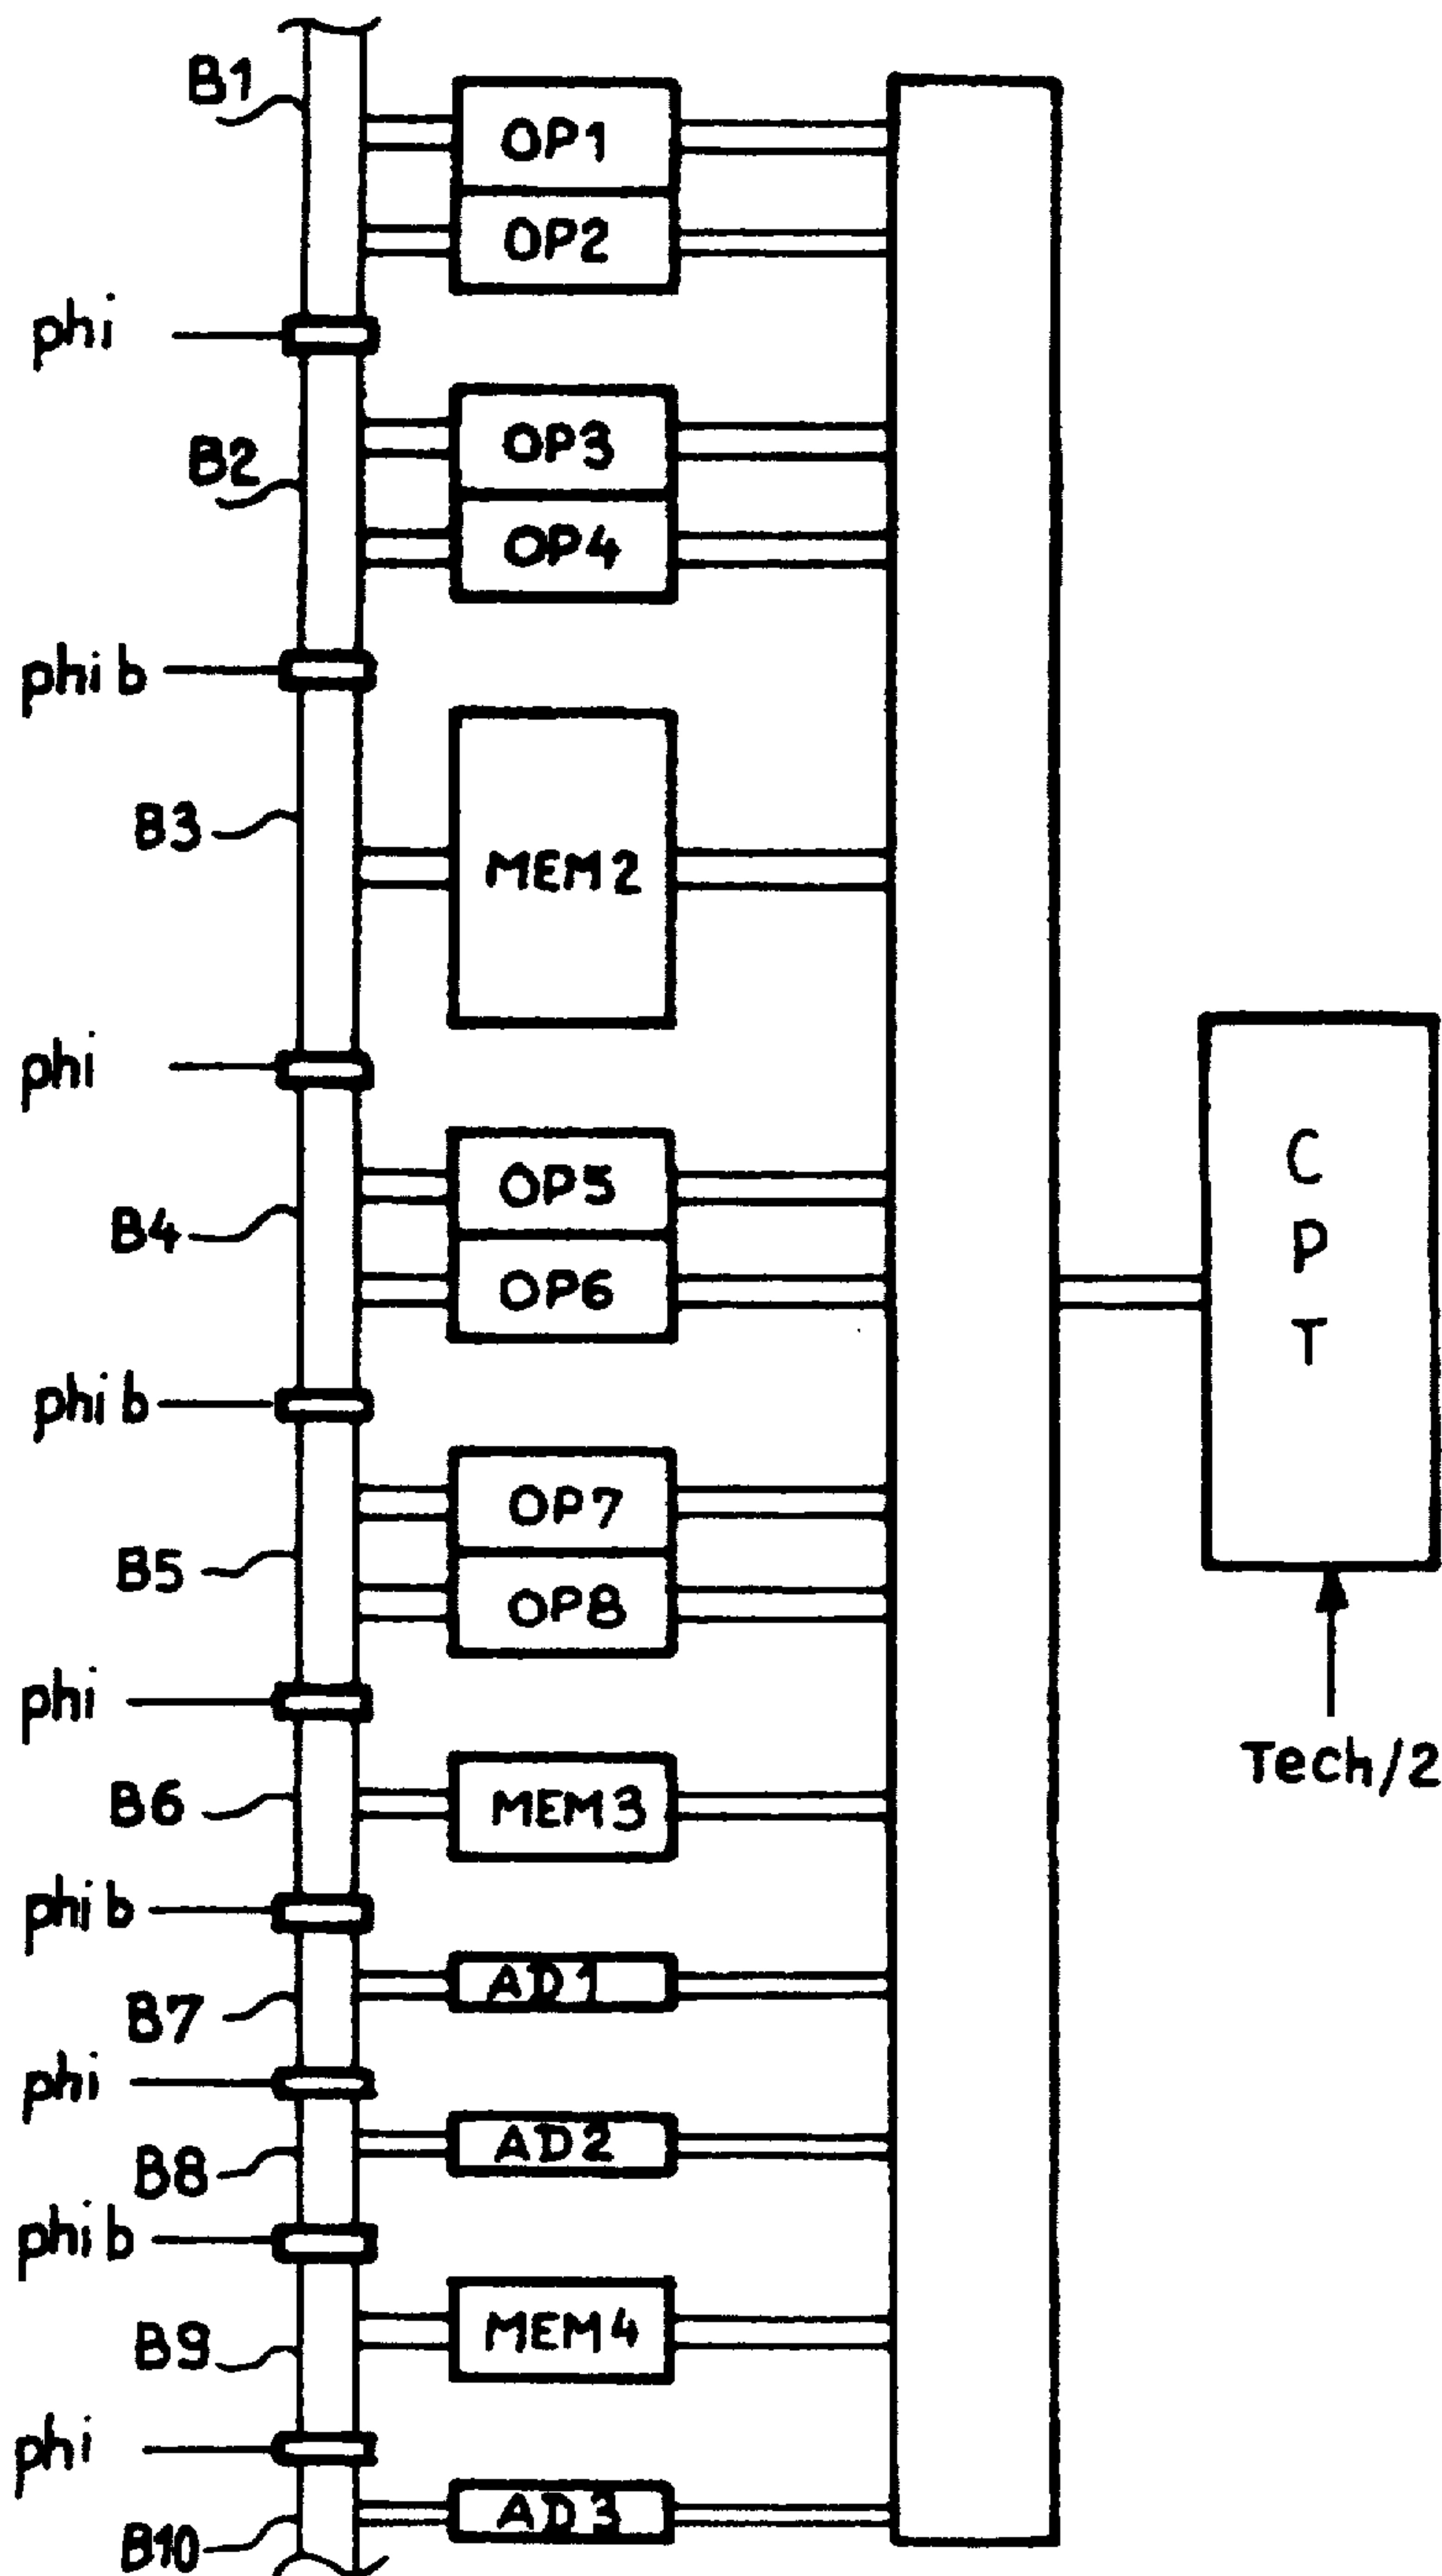 B1
OP1
OP2
phi
OP3
B2
OP4
phi b
B3
MEM2
phi
C
P
T
OP5
B4
OP6
phi b
OP7
B5
OP8
phi
Tech/2
B6
MEM3
phi b
AD1
B7
phi
AD2
B8
phi b
MEM4
B9
phi
AD3
B10